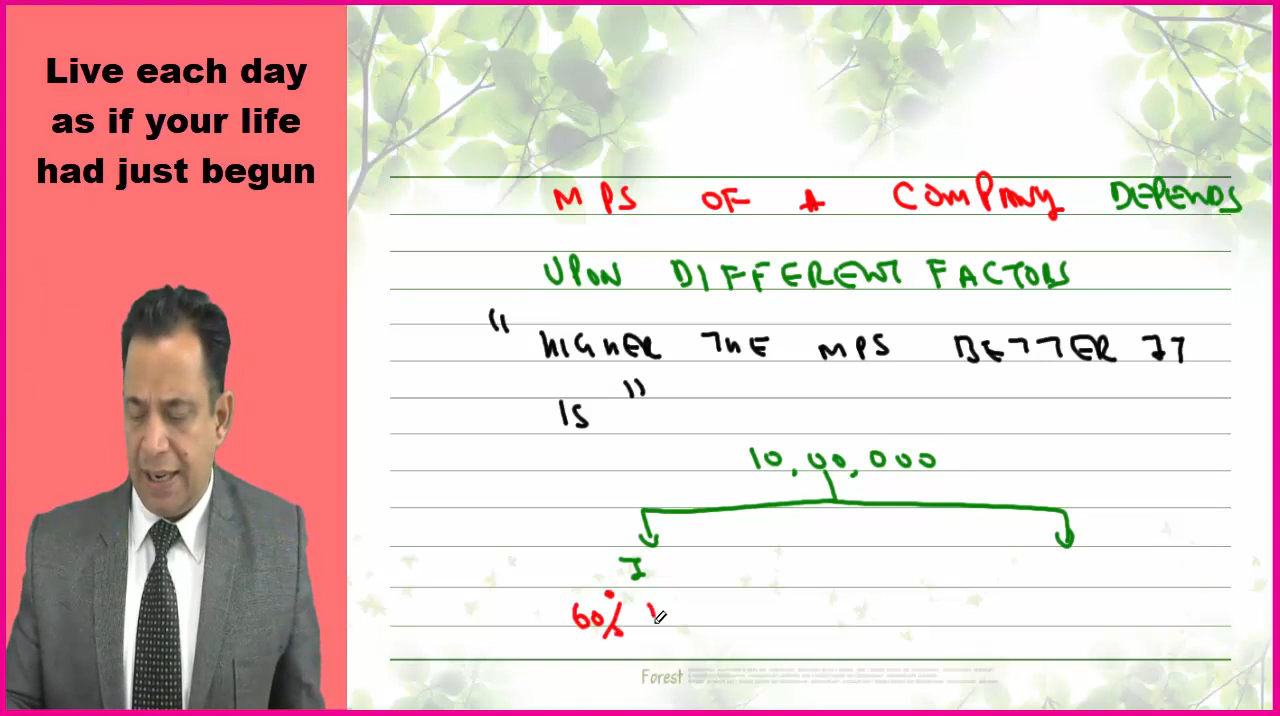 Live each day
as if your life
had just begun
MPS OF A COMPANY DEPENDS
UPON DIFFERENT FACTORS
" HIGHER THE MPS BETTER IT
IS "
10,00,000
I
60%
Forest